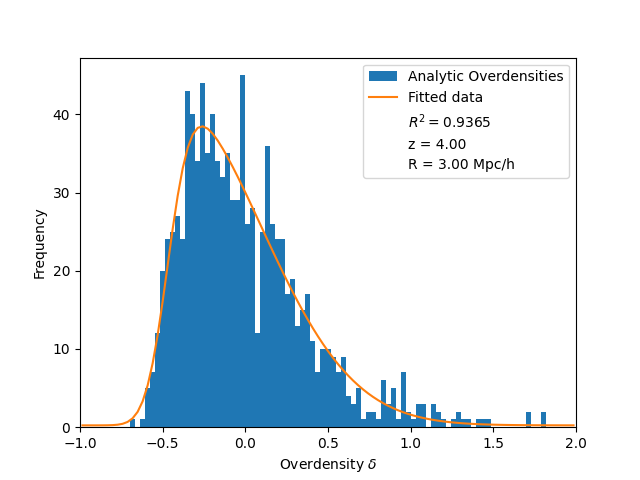 Analytic Overdensities
Fitted data
R² = 0.9365
z = 4.00
R = 3.00 Mpc/h
Frequency
40
30
20
10
0
−1.0 −0.5 0.0 0.5 1.0 1.5 2.0
Overdensity δ